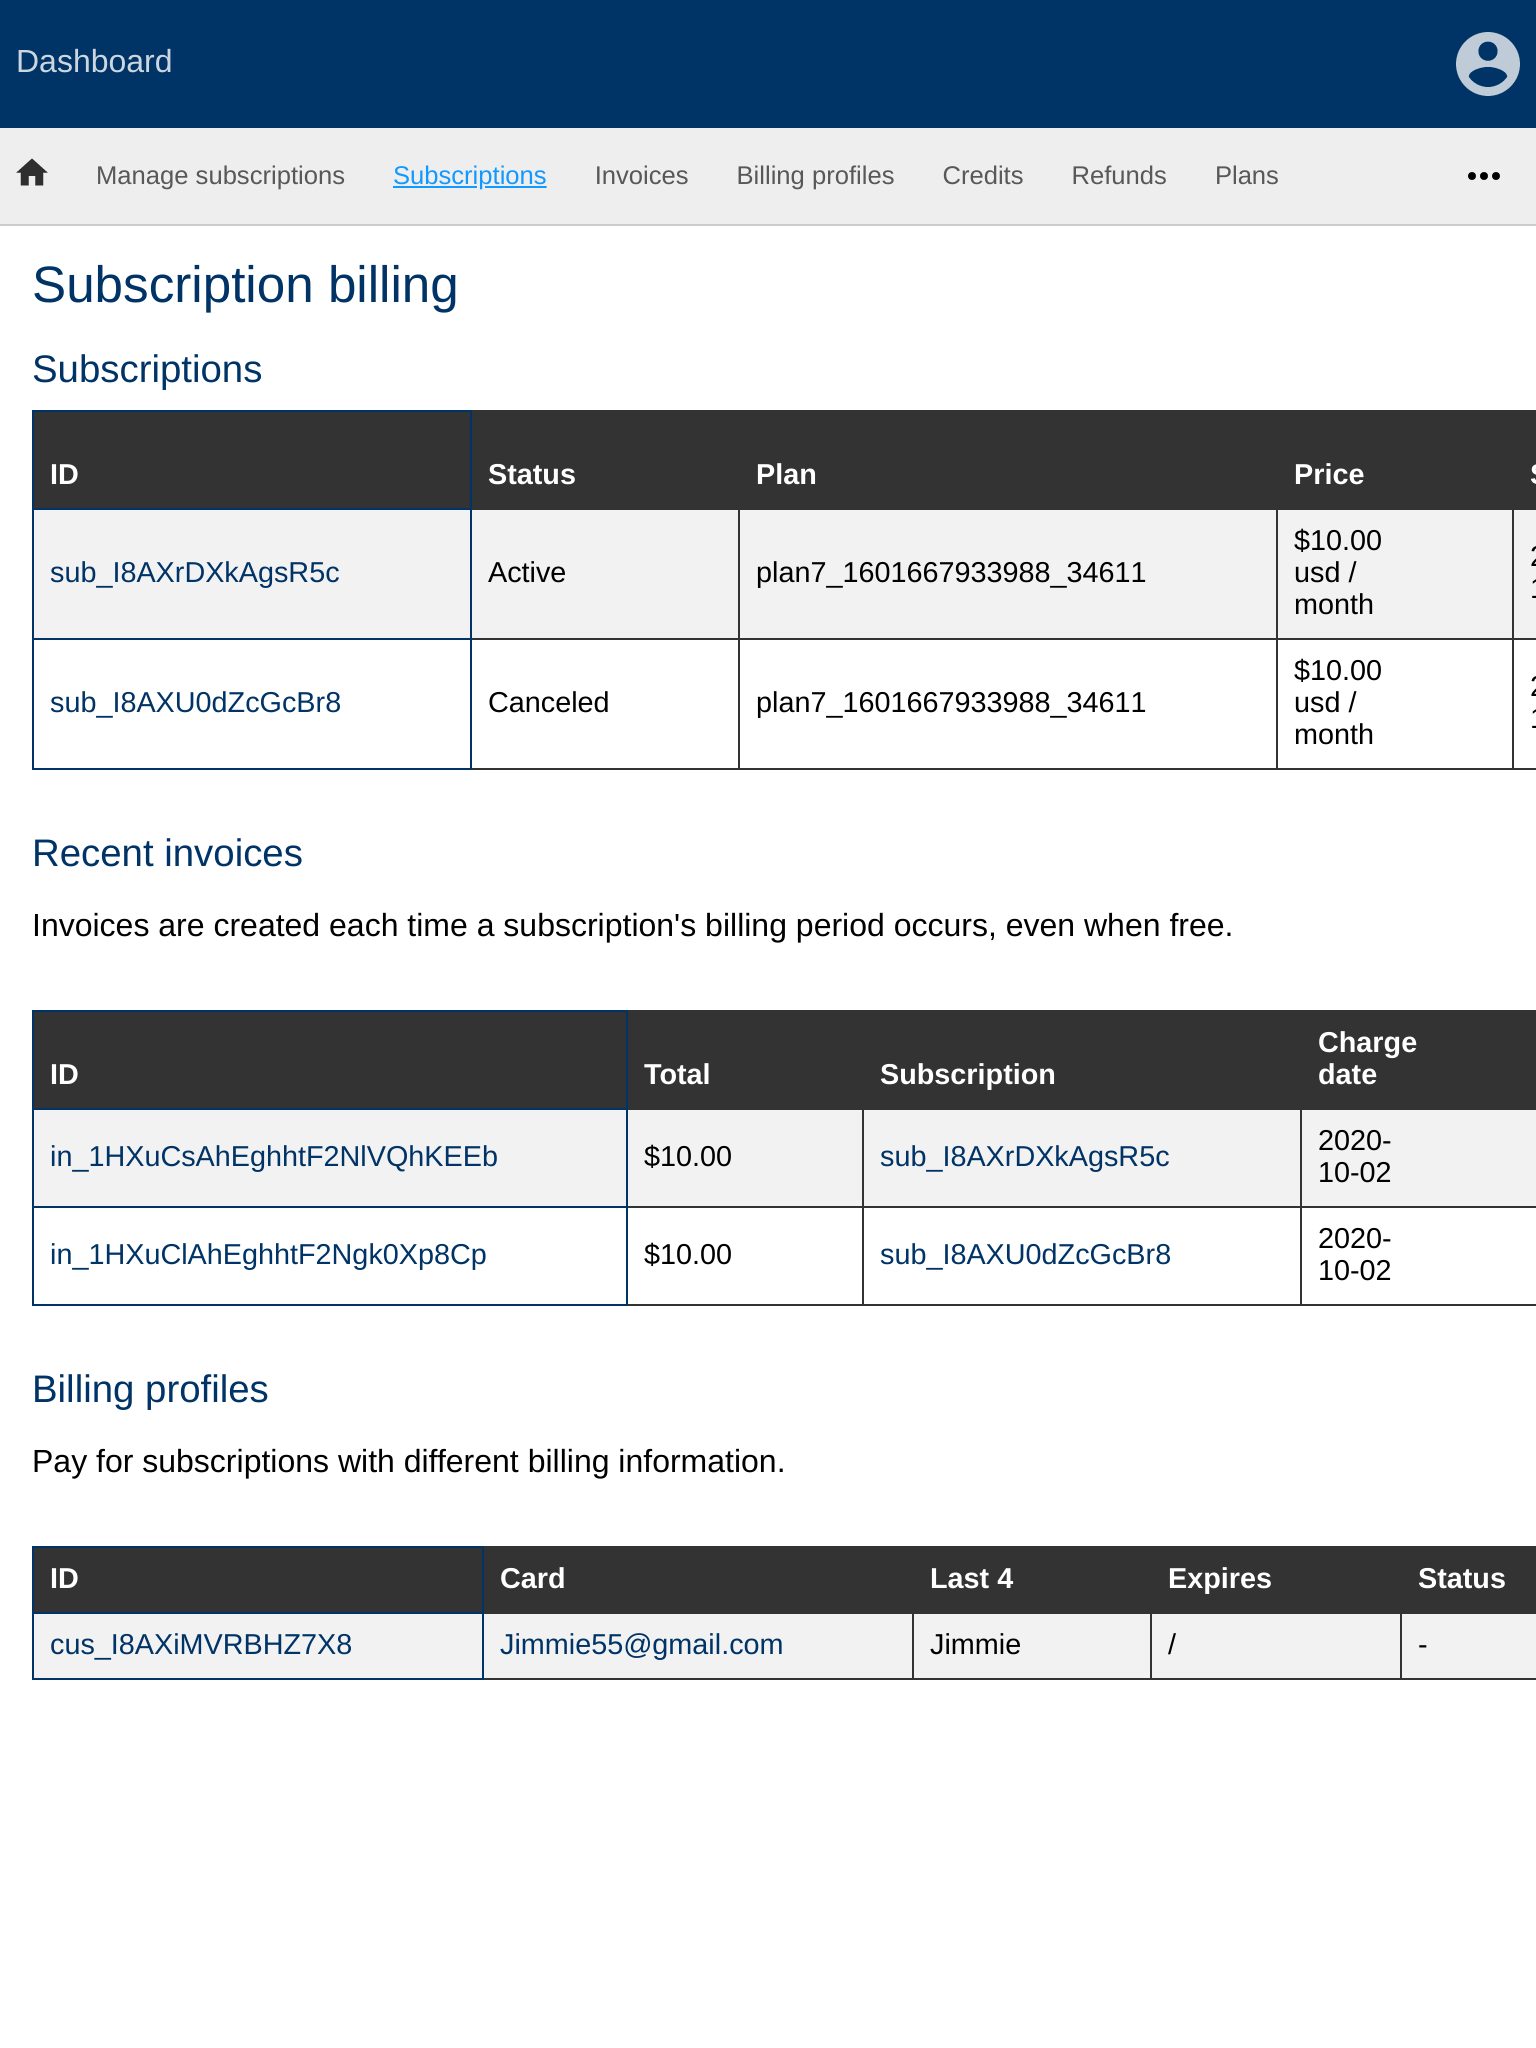 Dashboard
Manage subscriptions Subscriptions Invoices Billing profiles Credits Refunds Plans
Subscription billing
Subscriptions
ID Status Plan Price
sub_I8AXrDXkAgsR5c Active plan7_1601667933988_34611 $10.00 usd / month
sub_I8AXU0dZcGcBr8 Canceled plan7_1601667933988_34611 $10.00 usd / month
Recent invoices
Invoices are created each time a subscription's billing period occurs, even when free.
ID Total Subscription Charge date
in_1HXuCsAhEghhtF2NlVQhKEEb $10.00 sub_I8AXrDXkAgsR5c 2020-10-02
in_1HXuClAhEghhtF2Ngk0Xp8Cp $10.00 sub_I8AXU0dZcGcBr8 2020-10-02
Billing profiles
Pay for subscriptions with different billing information.
ID Card Last 4 Expires Status
cus_I8AXiMVRBHZ7X8 Jimmie55@gmail.com Jimmie / -